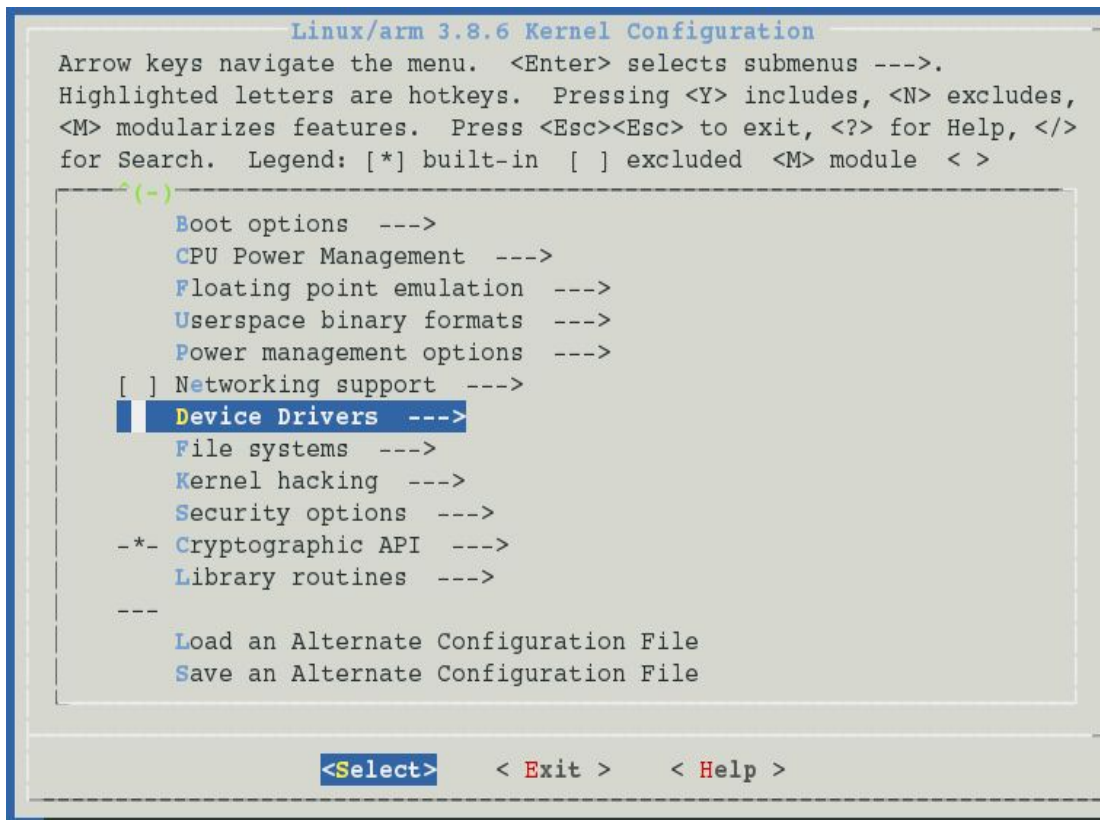 Linux/arm 3.8.6 Kernel Configuration
Arrow keys navigate the menu.  <Enter> selects submenus --->.
Highlighted letters are hotkeys.  Pressing <Y> includes, <N> excludes,
<M> modularizes features.  Press <Esc><Esc> to exit, <?> for Help, </>
for Search.  Legend: [*] built-in  [ ] excluded  <M> module  < >
^(-)
Boot options  --->
CPU Power Management  --->
Floating point emulation  --->
Userspace binary formats  --->
Power management options  --->
[ ] Networking support  --->
Device Drivers  --->
File systems  --->
Kernel hacking  --->
Security options  --->
-*- Cryptographic API  --->
Library routines  --->
---
Load an Alternate Configuration File
Save an Alternate Configuration File
<Select>    < Exit >    < Help >